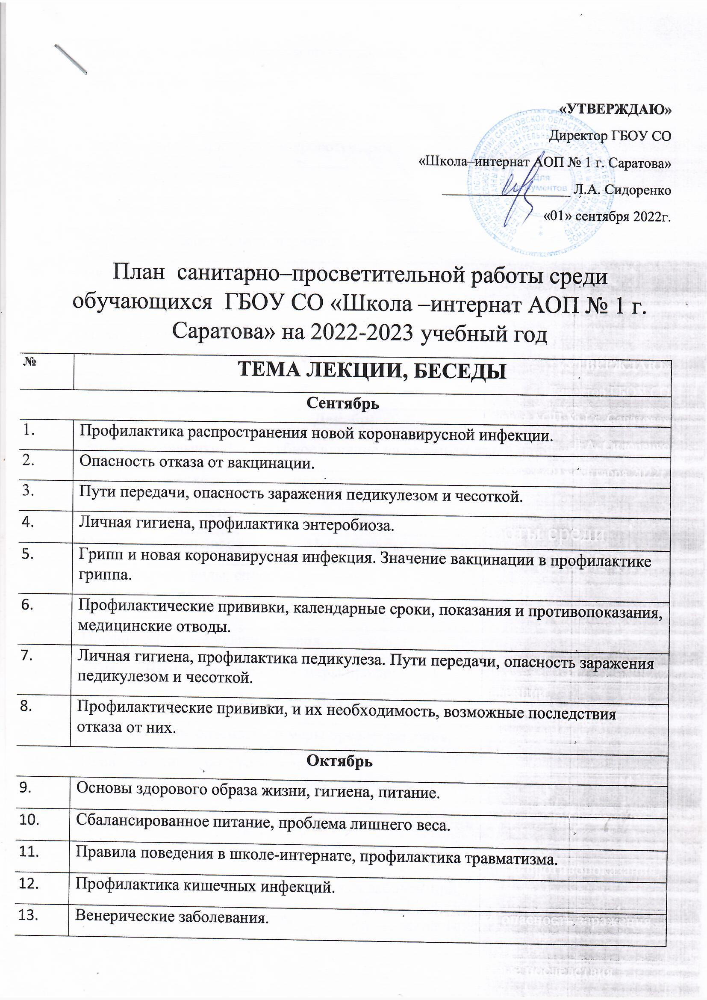 «УТВЕРЖДАЮ»
Директор ГБОУ СО
«Школа–интернат АОП № 1 г. Саратова»
Для
документов
Л.А. Сидоренко
«01» сентября 2022г.
План санитарно–просветительной работы среди
обучающихся ГБОУ СО «Школа –интернат АОП № 1 г.
Саратова» на 2022-2023 учебный год
№ ТЕМА ЛЕКЦИИ, БЕСЕДЫ
Сентябрь
1. Профилактика распространения новой коронавирусной инфекции.
2. Опасность отказа от вакцинации.
3. Пути передачи, опасность заражения педикулезом и чесоткой.
4. Личная гигиена, профилактика энтеробиоза.
5. Грипп и новая коронавирусная инфекция. Значение вакцинации в профилактике
гриппа.
6. Профилактические прививки, календарные сроки, показания и противопоказания,
медицинские отводы.
7. Личная гигиена, профилактика педикулеза. Пути передачи, опасность заражения
педикулезом и чесоткой.
8. Профилактические прививки, и их необходимость, возможные последствия
отказа от них.
Октябрь
9. Основы здорового образа жизни, гигиена, питание.
10. Сбалансированное питание, проблема лишнего веса.
11. Правила поведения в школе-интернате, профилактика травматизма.
12. Профилактика кишечных инфекций.
13. Венерические заболевания.